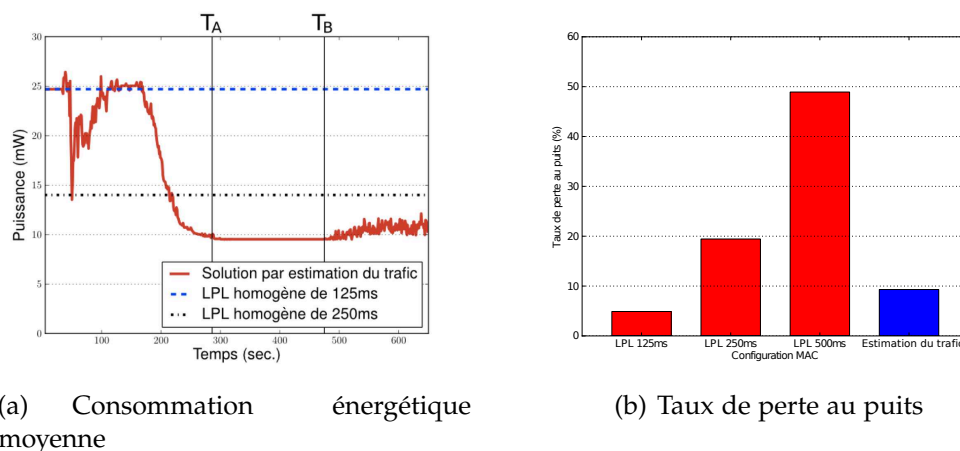 T_A T_B
30
25
20
15
10
5
0
Puissance (mW)
Solution par estimation du trafic
LPL homogène de 125ms
LPL homogène de 250ms
100 200 300 400 500 600
Temps (sec.)
(a) Consommation énergétique
moyenne
60
50
40
30
20
10
0
Taux de perte au puits (%)
LPL 125ms LPL 250ms LPL 500ms Estimation du trafic
Configuration MAC
(b) Taux de perte au puits